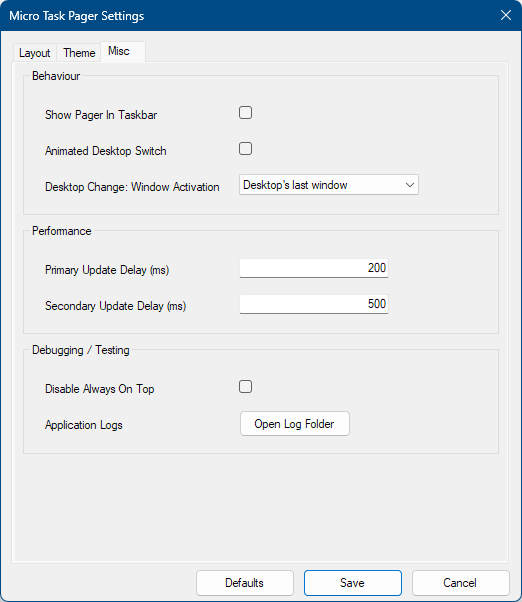 Micro Task Pager Settings
Layout Theme Misc
Behaviour
Show Pager In Taskbar
Animated Desktop Switch
Desktop Change: Window Activation Desktop's last window
Performance
Primary Update Delay (ms) 200
Secondary Update Delay (ms) 500
Debugging / Testing
Disable Always On Top
Application Logs Open Log Folder
Defaults Save Cancel